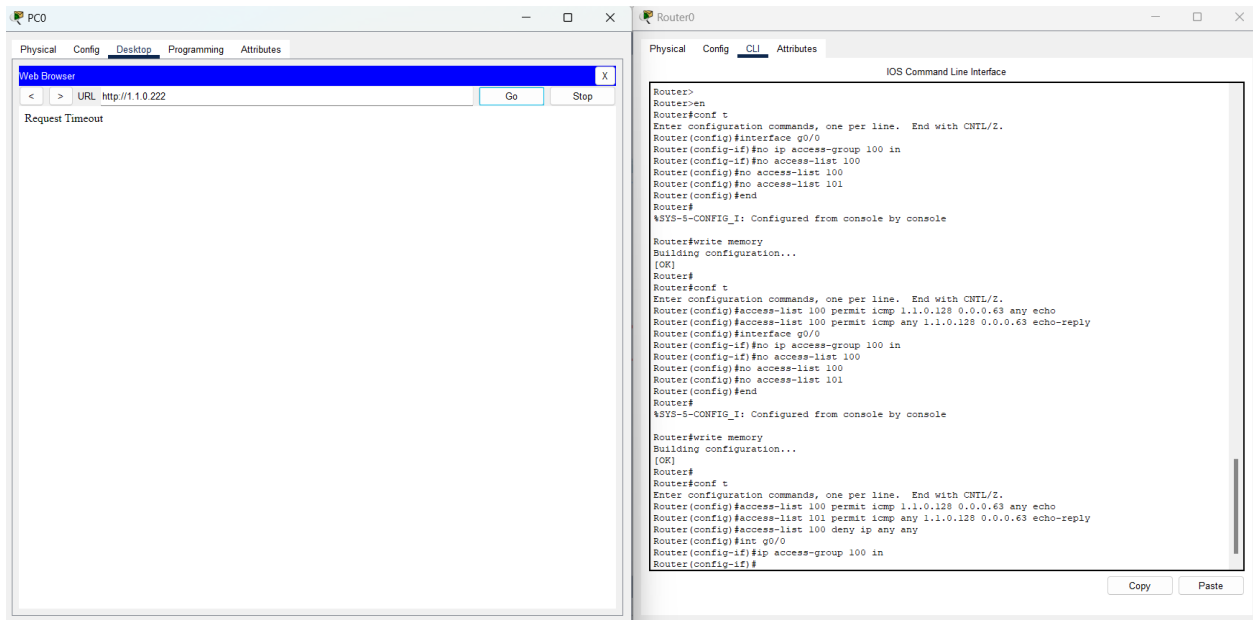 PC0
Physical Config Desktop Programming Attributes
Web Browser X
< > URL http://1.1.0.222 Go Stop
Request Timeout
Router0
Physical Config CLI Attributes
IOS Command Line Interface
Router>
Router>en
Router#conf t
Enter configuration commands, one per line.  End with CNTL/Z.
Router(config)#interface g0/0
Router(config-if)#no ip access-group 100 in
Router(config-if)#no access-list 100
Router(config)#no access-list 100
Router(config)#no access-list 101
Router(config)#end
Router#
%SYS-5-CONFIG_I: Configured from console by console
Router#write memory
Building configuration...
[OK]
Router#
Router#conf t
Enter configuration commands, one per line.  End with CNTL/Z.
Router(config)#access-list 100 permit icmp 1.1.0.128 0.0.0.63 any echo
Router(config)#access-list 100 permit icmp any 1.1.0.128 0.0.0.63 echo-reply
Router(config)#interface g0/0
Router(config-if)#no ip access-group 100 in
Router(config-if)#no access-list 100
Router(config)#no access-list 100
Router(config)#no access-list 101
Router(config)#end
Router#
%SYS-5-CONFIG_I: Configured from console by console
Router#write memory
Building configuration...
[OK]
Router#
Router#conf t
Enter configuration commands, one per line.  End with CNTL/Z.
Router(config)#access-list 100 permit icmp 1.1.0.128 0.0.0.63 any echo
Router(config)#access-list 101 permit icmp any 1.1.0.128 0.0.0.63 echo-reply
Router(config)#access-list 100 deny ip any any
Router(config)#int g0/0
Router(config-if)#ip access-group 100 in
Router(config-if)#
Copy Paste